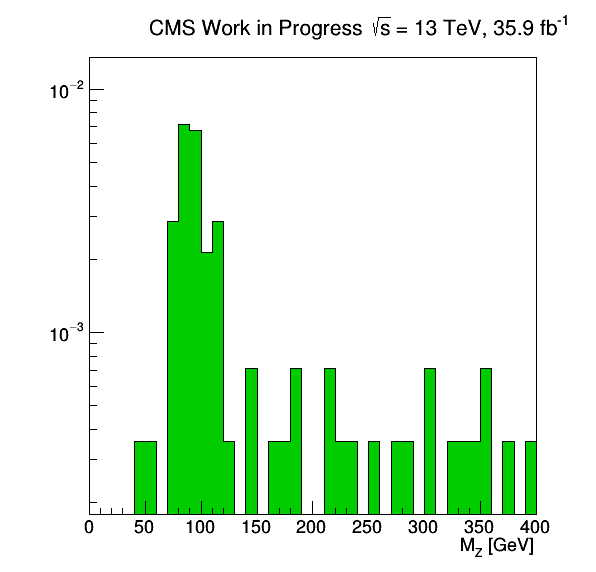 CMS Work in Progress √s = 13 TeV, 35.9 fb⁻¹
10⁻²
10⁻³
0 50 100 150 200 250 300 350 400
M_Z [GeV]